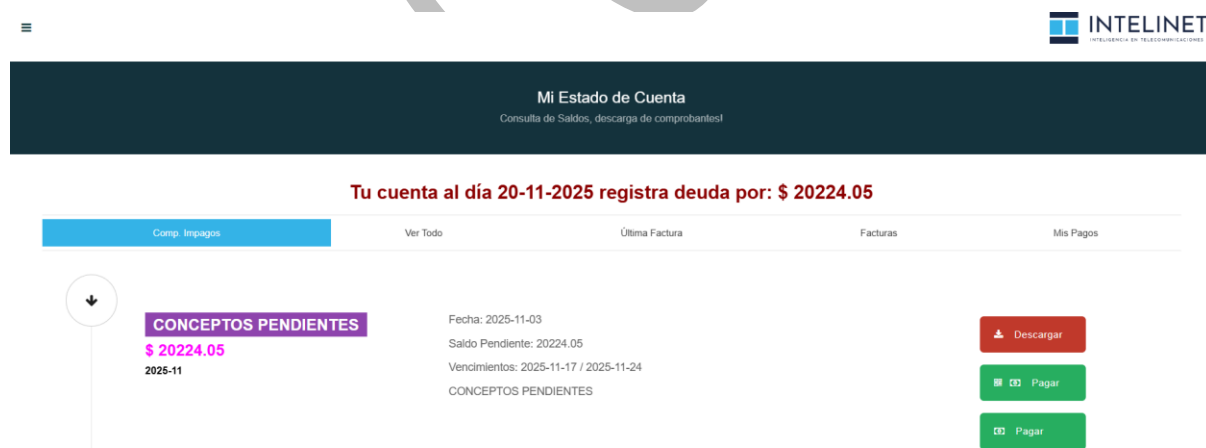 INTELINET
INTELIGENCIA EN TELECOMUNICACIONES
Mi Estado de Cuenta
Consulta de Saldos, descarga de comprobantes!
Tu cuenta al día 20-11-2025 registra deuda por: $ 20224.05
Comp. Impagos
Ver Todo
Última Factura
Facturas
Mis Pagos
CONCEPTOS PENDIENTES
$ 20224.05
2025-11
Fecha: 2025-11-03
Saldo Pendiente: 20224.05
Vencimientos: 2025-11-17 / 2025-11-24
CONCEPTOS PENDIENTES
Descargar
Pagar
Pagar